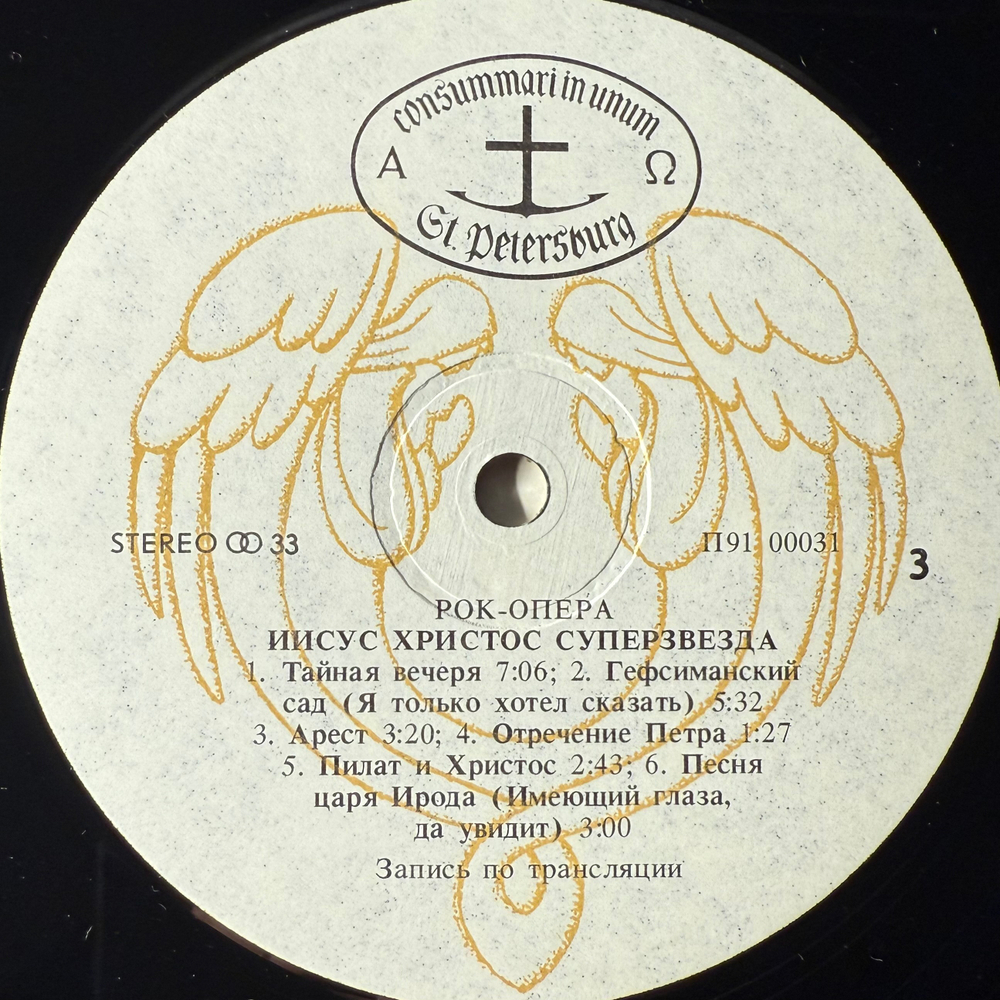 consummari in unum
Α Ω
St. Petersburg
STEREO 33 П91 00031
3
РОК-ОПЕРА
ИИСУС ХРИСТОС СУПЕРЗВЕЗДА
1. Тайная вечеря 7:06; 2. Гефсиманский
сад (Я только хотел сказать) 5:32
3. Арест 3:20; 4. Отречение Петра 1:27
5. Пилат и Христос 2:43; 6. Песня
царя Ирода (Имеющий глаза,
да увидит) 3:00
Запись по трансляции